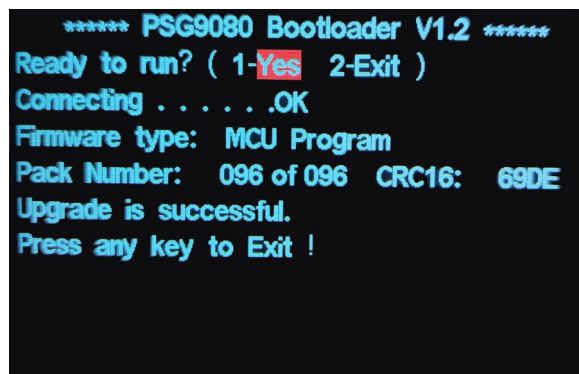 ****** PSG9080 Bootloader V1.2 ******
Ready to run? ( 1-Yes 2-Exit )
Connecting . . . . . .OK
Firmware type: MCU Program
Pack Number: 096 of 096 CRC16: 69DE
Upgrade is successful.
Press any key to Exit !